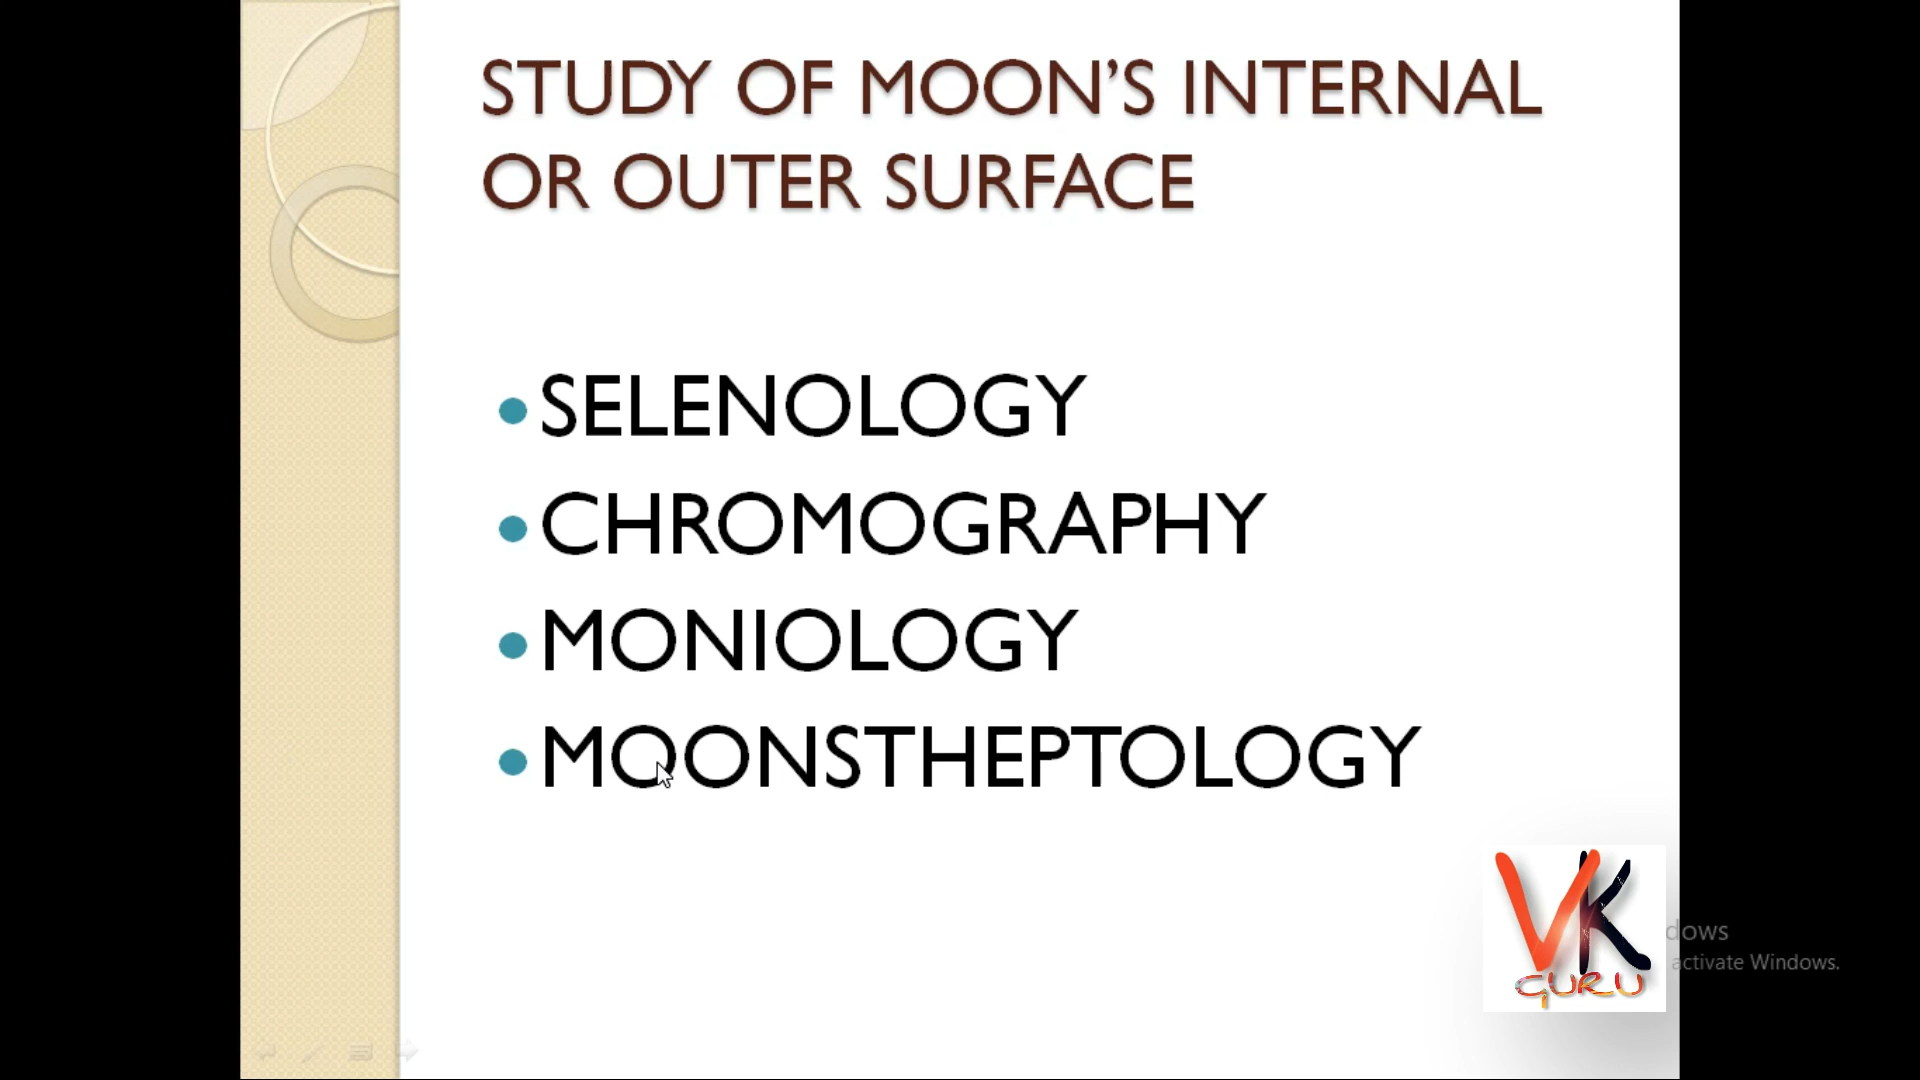 STUDY OF MOON'S INTERNAL
OR OUTER SURFACE
SELENOLOGY
CHROMOGRAPHY
MONIOLOGY
MOONSTHEPTOLOGY
VK
GURU
dows
activate Windows.